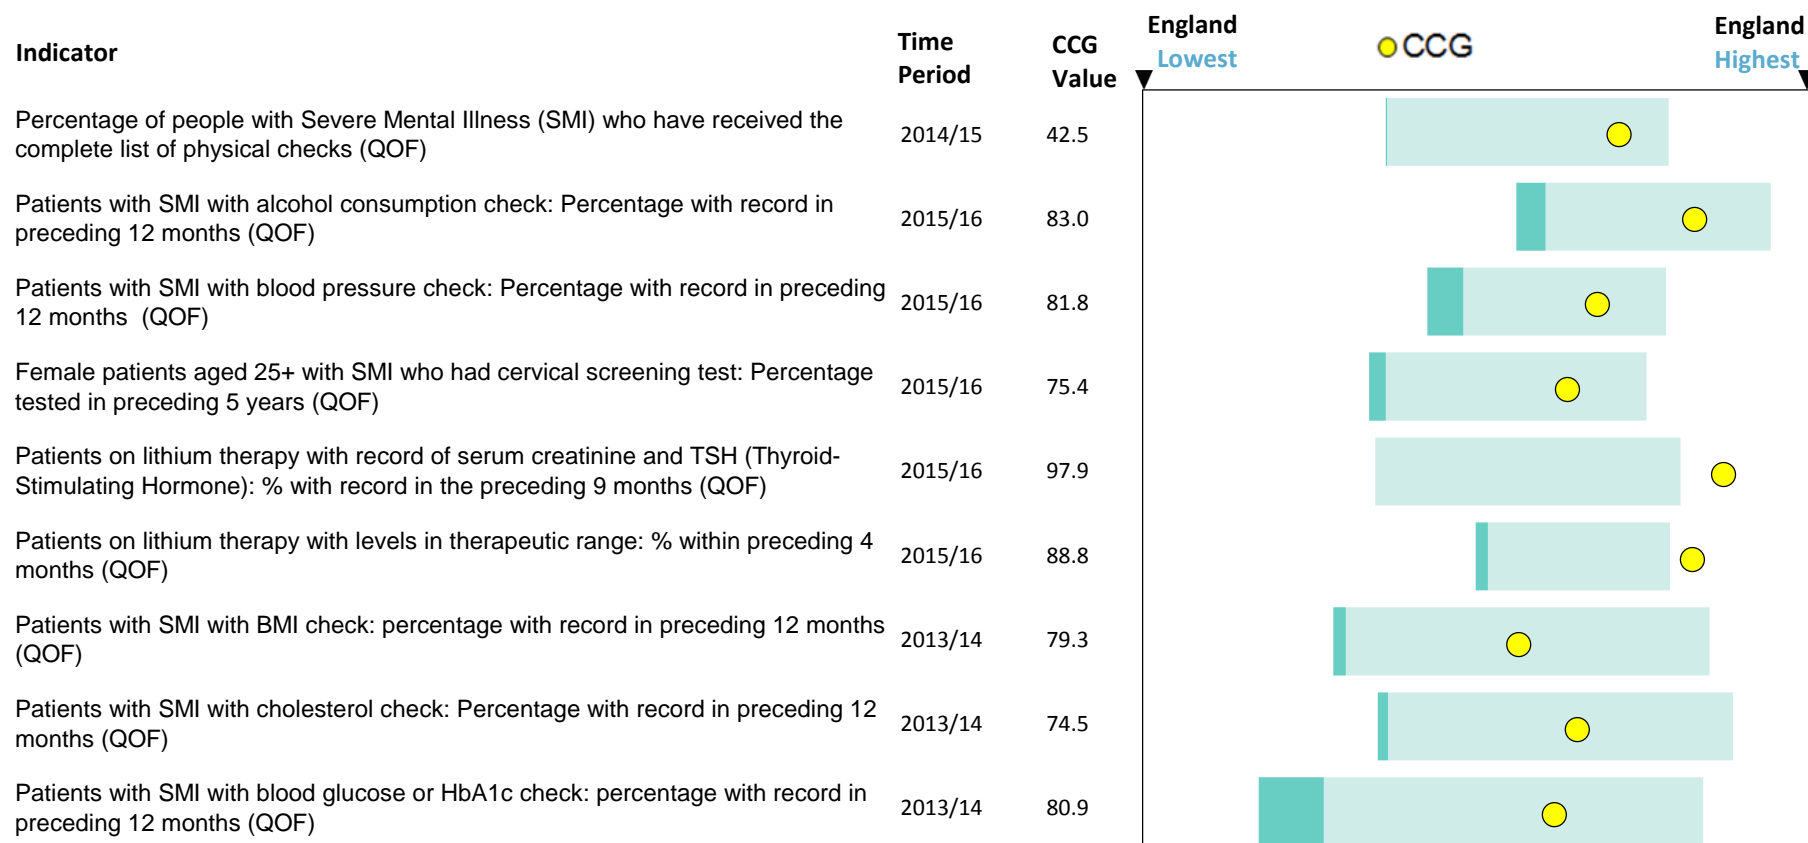 Indicator
Time Period
CCG Value
England Lowest
CCG
England Highest
Percentage of people with Severe Mental Illness (SMI) who have received the
complete list of physical checks (QOF)
2014/15
42.5
Patients with SMI with alcohol consumption check: Percentage with record in
preceding 12 months (QOF)
2015/16
83.0
Patients with SMI with blood pressure check: Percentage with record in preceding
12 months (QOF)
2015/16
81.8
Female patients aged 25+ with SMI who had cervical screening test: Percentage
tested in preceding 5 years (QOF)
2015/16
75.4
Patients on lithium therapy with record of serum creatinine and TSH (Thyroid-
Stimulating Hormone): % with record in the preceding 9 months (QOF)
2015/16
97.9
Patients on lithium therapy with levels in therapeutic range: % within preceding 4
months (QOF)
2015/16
88.8
Patients with SMI with BMI check: percentage with record in preceding 12 months
(QOF)
2013/14
79.3
Patients with SMI with cholesterol check: Percentage with record in preceding 12
months (QOF)
2013/14
74.5
Patients with SMI with blood glucose or HbA1c check: percentage with record in
preceding 12 months (QOF)
2013/14
80.9